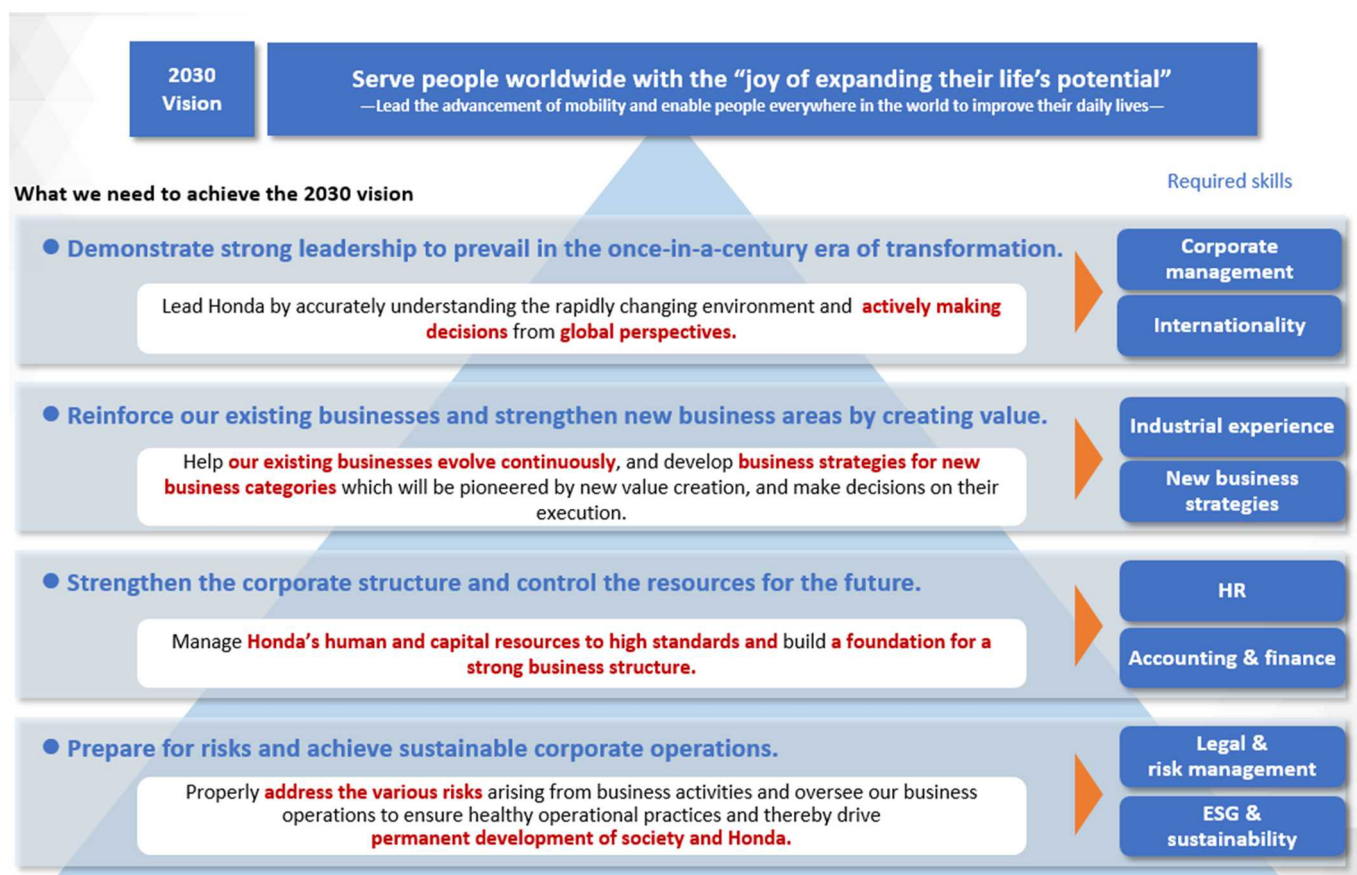 2030
Vision
Serve people worldwide with the “joy of expanding their life’s potential”
—Lead the advancement of mobility and enable people everywhere in the world to improve their daily lives—
What we need to achieve the 2030 vision
Required skills
● Demonstrate strong leadership to prevail in the once-in-a-century era of transformation.
Lead Honda by accurately understanding the rapidly changing environment and actively making
decisions from global perspectives.
Corporate
management
Internationality
● Reinforce our existing businesses and strengthen new business areas by creating value.
Help our existing businesses evolve continuously, and develop business strategies for new
business categories which will be pioneered by new value creation, and make decisions on their
execution.
Industrial experience
New business
strategies
● Strengthen the corporate structure and control the resources for the future.
Manage Honda’s human and capital resources to high standards and build a foundation for a
strong business structure.
HR
Accounting & finance
● Prepare for risks and achieve sustainable corporate operations.
Properly address the various risks arising from business activities and oversee our business
operations to ensure healthy operational practices and thereby drive
permanent development of society and Honda.
Legal &
risk management
ESG &
sustainability